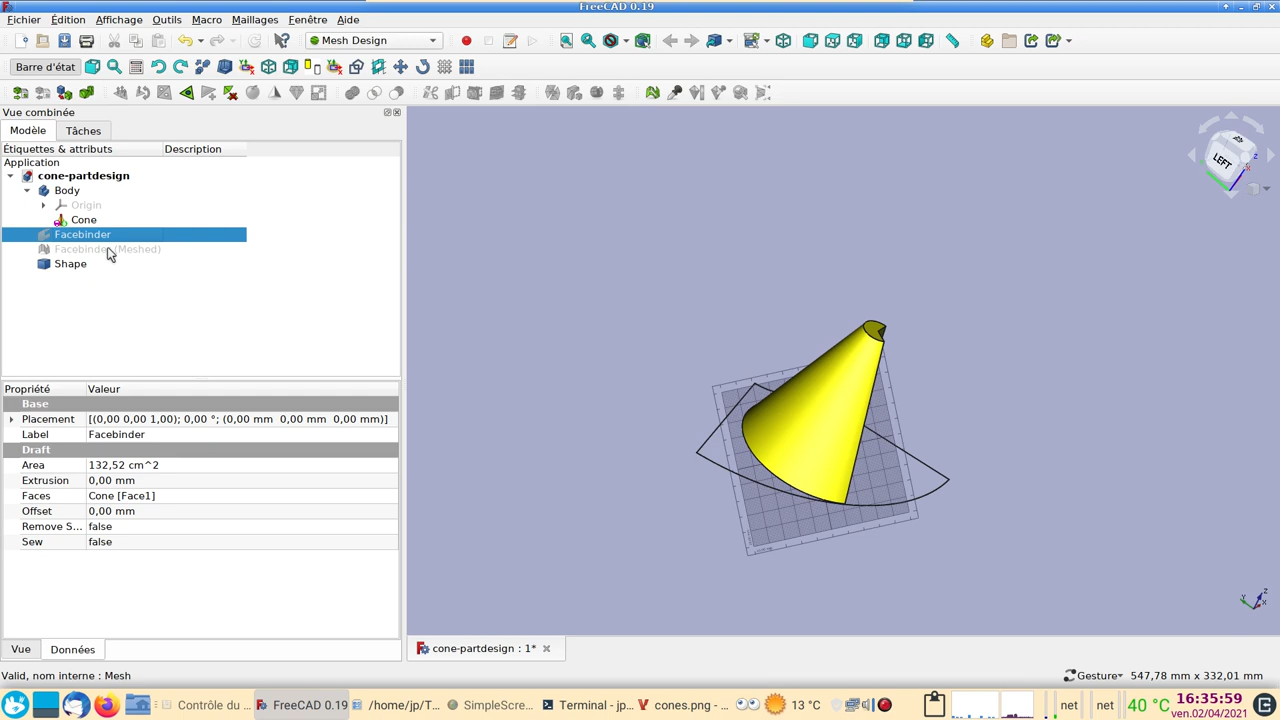 FreeCAD 0.19
Fichier Édition Affichage Outils Macro Maillages Fenêtre Aide
Mesh Design
Barre d'état
Vue combinée
Modèle Tâches
Étiquettes & attributs Description
Application
cone-partdesign
Body
Origin
Cone
Facebinder
Facebinder (Meshed)
Shape
LEFT
Z
Propriété Valeur
Base
Placement [(0,00 0,00 1,00); 0,00 °; (0,00 mm 0,00 mm 0,00 mm)]
Label Facebinder
Draft
Area 132,52 cm^2
Extrusion 0,00 mm
Faces Cone [Face1]
Offset 0,00 mm
Remove S... false
Sew false
Y Z X
Vue Données
cone-partdesign : 1*
Valid, nom interne : Mesh
Gesture 547,78 mm x 332,01 mm
Contrôle du ... FreeCAD 0.19 /home/jp/T... SimpleScre... Terminal - jp... cones.png - ... 13 °C net net 40 °C 16:35:59
ven.02/04/2021